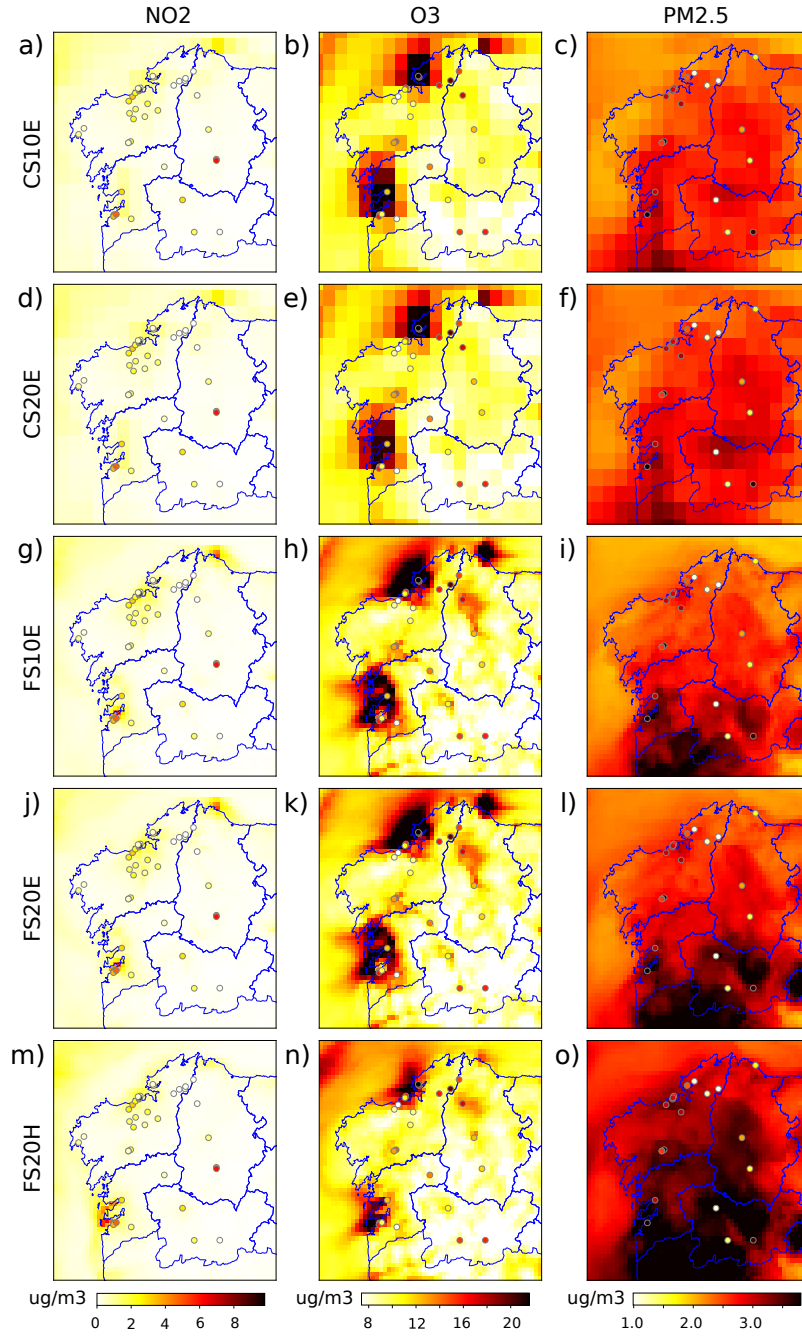 NO2 O3 PM2.5
a) b) c)
CS10E
d) e) f)
CS20E
g) h) i)
FS10E
j) k) l)
FS20E
m) n) o)
FS20H
ug/m3 0 2 4 6 8
ug/m3 8 12 16 20
ug/m3 1.0 2.0 3.0